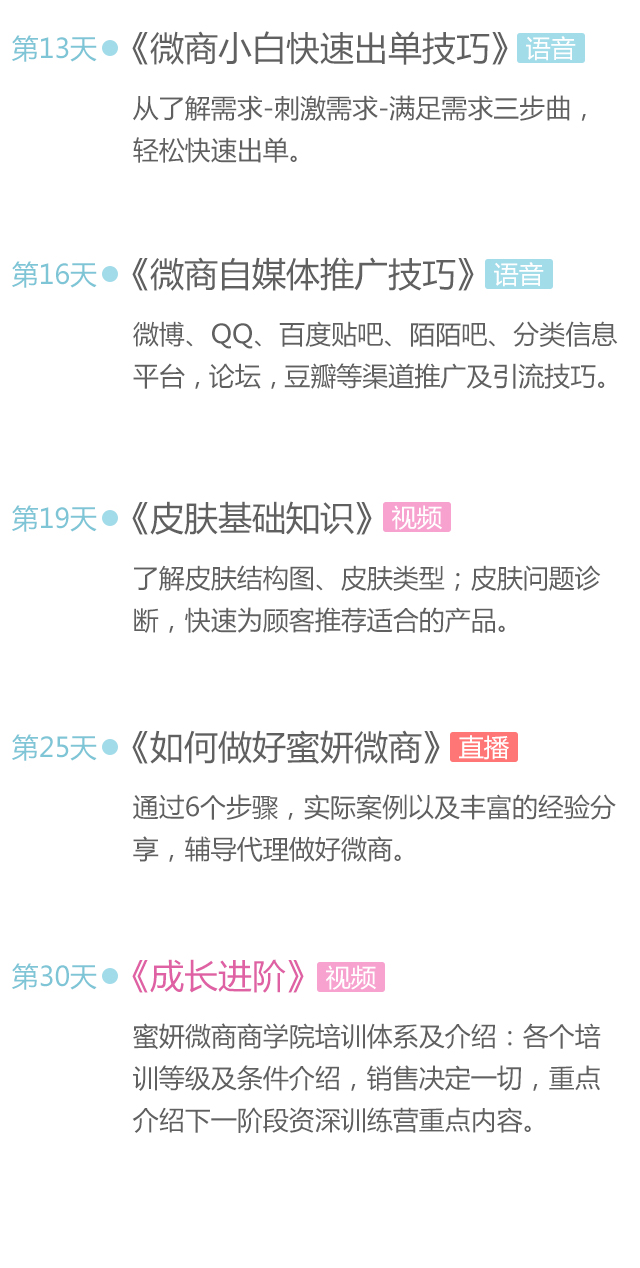 第13天 《微商小白快速出单技巧》 语音
从了解需求-刺激需求-满足需求三步曲，
轻松快速出单。
第16天 《微商自媒体推广技巧》 语音
微博、QQ、百度贴吧、陌陌吧、分类信息
平台，论坛，豆瓣等渠道推广及引流技巧。
第19天 《皮肤基础知识》 视频
了解皮肤结构图、皮肤类型；皮肤问题诊
断，快速为顾客推荐适合的产品。
第25天 《如何做好蜜妍微商》 直播
通过6个步骤，实际案例以及丰富的经验分
享，辅导代理做好微商。
第30天 《成长进阶》 视频
蜜妍微商商学院培训体系及介绍：各个培
训等级及条件介绍，销售决定一切，重点
介绍下一阶段资深训练营重点内容。